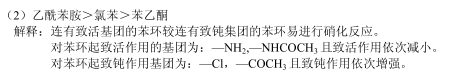 （2）乙酰苯胺＞氯苯＞苯乙酮
解释：连有致活基团的苯环较连有致钝集团的苯环易进行硝化反应。
对苯环起致活作用的基团为：—NH₂,—NHCOCH₃ 且致活作用依次减小。
对苯环起致钝作用基团为：—Cl，—COCH₃ 且致钝作用依次增强。